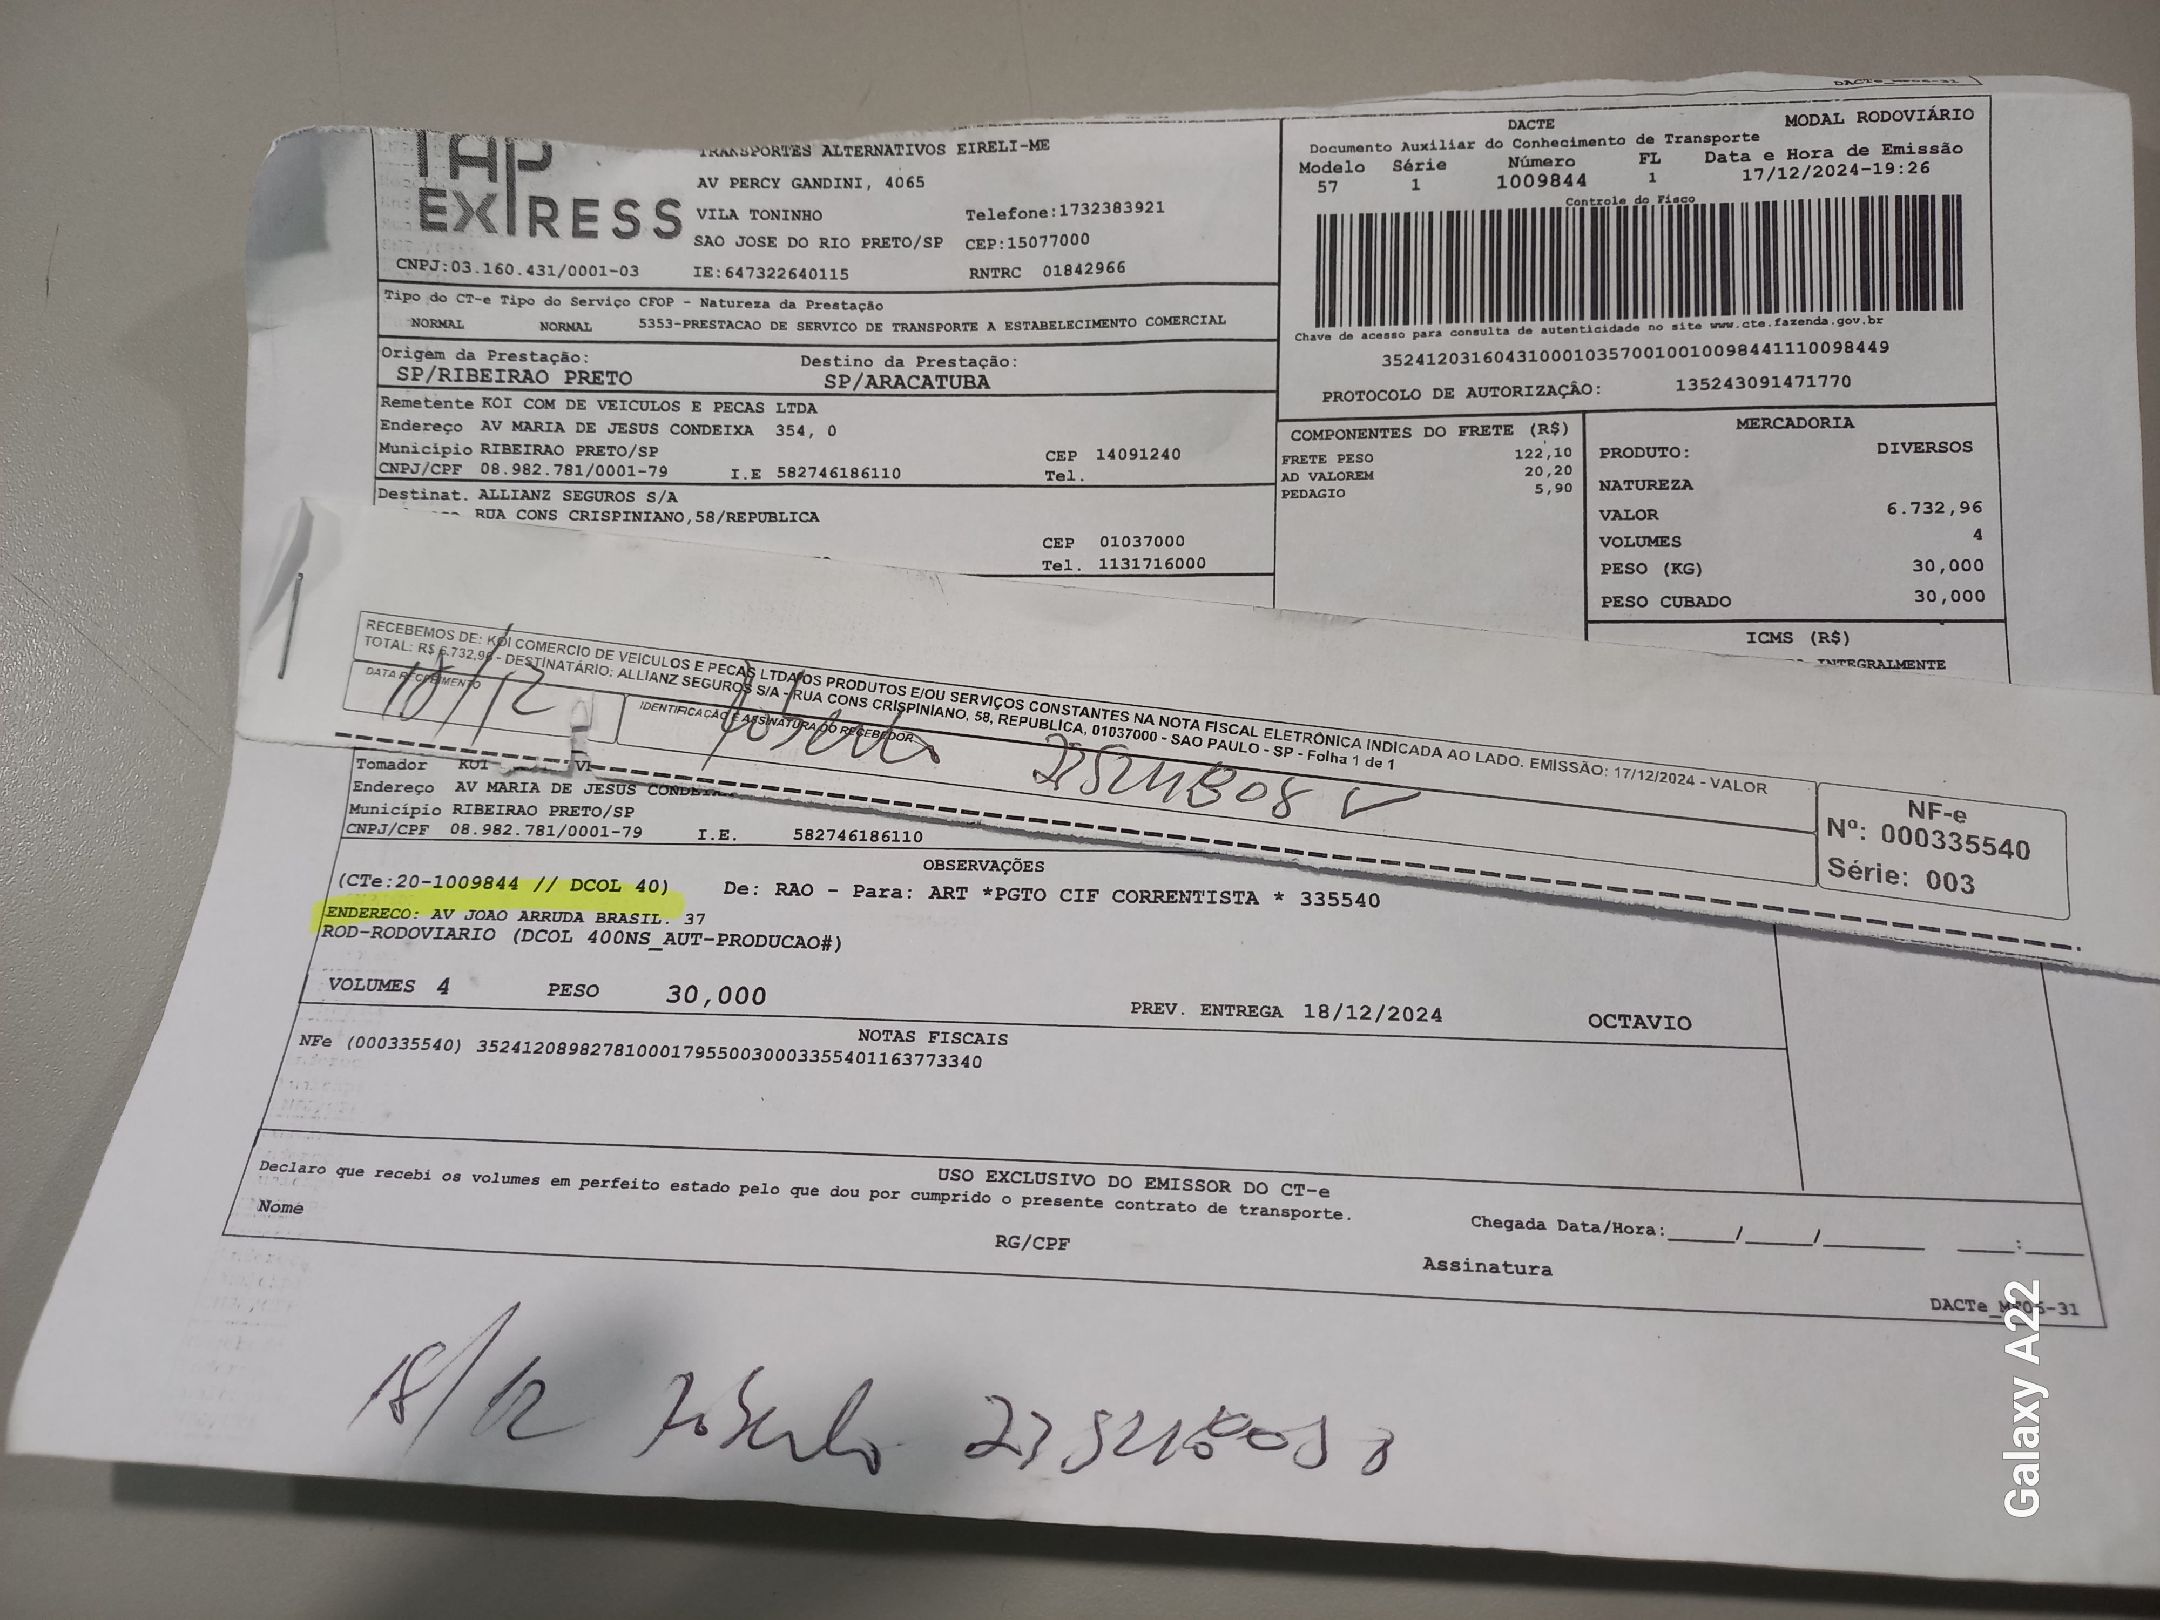 TAP
EXPRESS
TRANSPORTES ALTERNATIVOS EIRELI-ME
AV PERCY GANDINI, 4065
VILA TONINHO Telefone:1732383921
SAO JOSE DO RIO PRETO/SP CEP:15077000
CNPJ:03.160.431/0001-03 IE:647322640115 RNTRC 01842966
DACTE MODAL RODOVIÁRIO
Documento Auxiliar do Conhecimento de Transporte
Modelo Série Número FL Data e Hora de Emissão
57 1 1009844 1 17/12/2024-19:26
Controle do Fisco
Chave de acesso para consulta de autenticidade no site www.cte.fazenda.gov.br
35241203160431000103570010010098441110098449
PROTOCOLO DE AUTORIZAÇÃO: 135243091471770
Tipo do CT-e Tipo do Serviço CFOP - Natureza da Prestação
NORMAL NORMAL 5353-PRESTACAO DE SERVICO DE TRANSPORTE A ESTABELECIMENTO COMERCIAL
Origem da Prestação: Destino da Prestação:
SP/RIBEIRAO PRETO SP/ARACATUBA
Remetente KOI COM DE VEICULOS E PECAS LTDA
Endereço AV MARIA DE JESUS CONDEIXA 354, 0
Município RIBEIRAO PRETO/SP CEP 14091240
CNPJ/CPF 08.982.781/0001-79 I.E 582746186110 Tel.
Destinat. ALLIANZ SEGUROS S/A
RUA CONS CRISPINIANO,58/REPUBLICA
CEP 01037000
Tel. 1131716000
COMPONENTES DO FRETE (R$)
FRETE PESO 122,10
AD VALOREM 20,20
PEDAGIO 5,90
MERCADORIA
PRODUTO: DIVERSOS
NATUREZA
VALOR 6.732,96
VOLUMES 4
PESO (KG) 30,000
PESO CUBADO 30,000
ICMS (R$)
INTEGRALMENTE
RECEBEMOS DE: KOI COMERCIO DE VEICULOS E PECAS LTDA OS PRODUTOS E/OU SERVIÇOS CONSTANTES NA NOTA FISCAL ELETRÔNICA INDICADA AO LADO. EMISSÃO: 17/12/2024 - VALOR
TOTAL: R$ 6.732,96 - DESTINATÁRIO: ALLIANZ SEGUROS S/A - RUA CONS CRISPINIANO, 58, REPUBLICA, 01037000 - SAO PAULO - SP - Folha 1 de 1
DATA RECEBIMENTO IDENTIFICAÇÃO E ASSINATURA DO RECEBEDOR
18/12
NF-e
Nº: 000335540
Série: 003
Tomador KOI
Endereço AV MARIA DE JESUS
Município RIBEIRAO PRETO/SP
CNPJ/CPF 08.982.781/0001-79 I.E. 582746186110
OBSERVAÇÕES
(CTe:20-1009844 // DCOL 40) De: RAO - Para: ART *PGTO CIF CORRENTISTA * 335540
ENDERECO: AV JOAO ARRUDA BRASIL. 37
ROD-RODOVIARIO (DCOL 400NS_AUT-PRODUCAO#)
VOLUMES 4 PESO 30,000 PREV. ENTREGA 18/12/2024 OCTAVIO
NOTAS FISCAIS
NFe (000335540) 35241208982781000179550030003355401163773340
USO EXCLUSIVO DO EMISSOR DO CT-e
Declaro que recebi os volumes em perfeito estado pelo que dou por cumprido o presente contrato de transporte.
Nome RG/CPF Assinatura Chegada Data/Hora:_____/_____/_______ ____:____
DACTe_MF06-31
18/12
Galaxy A22